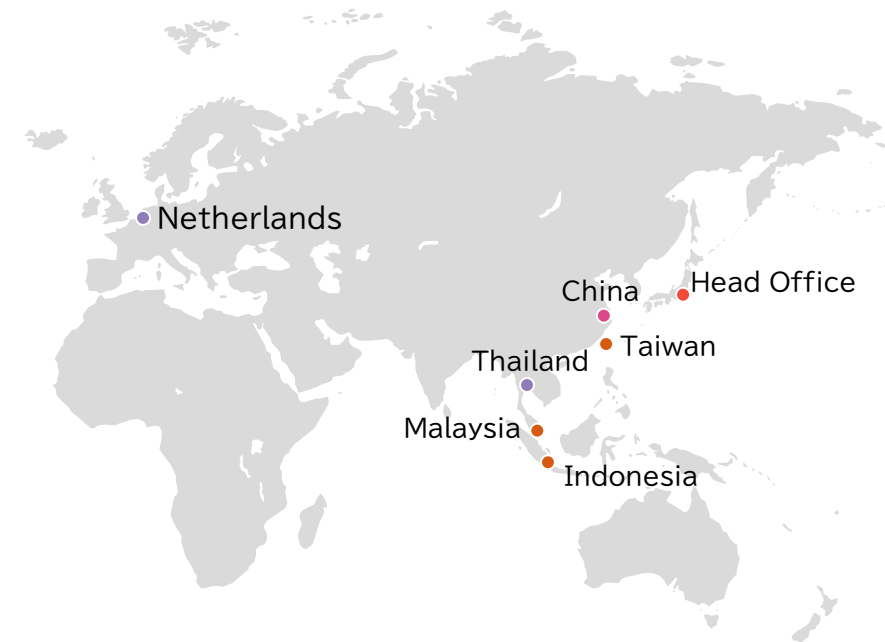 Netherlands
Head Office
China
Taiwan
Thailand
Malaysia
Indonesia